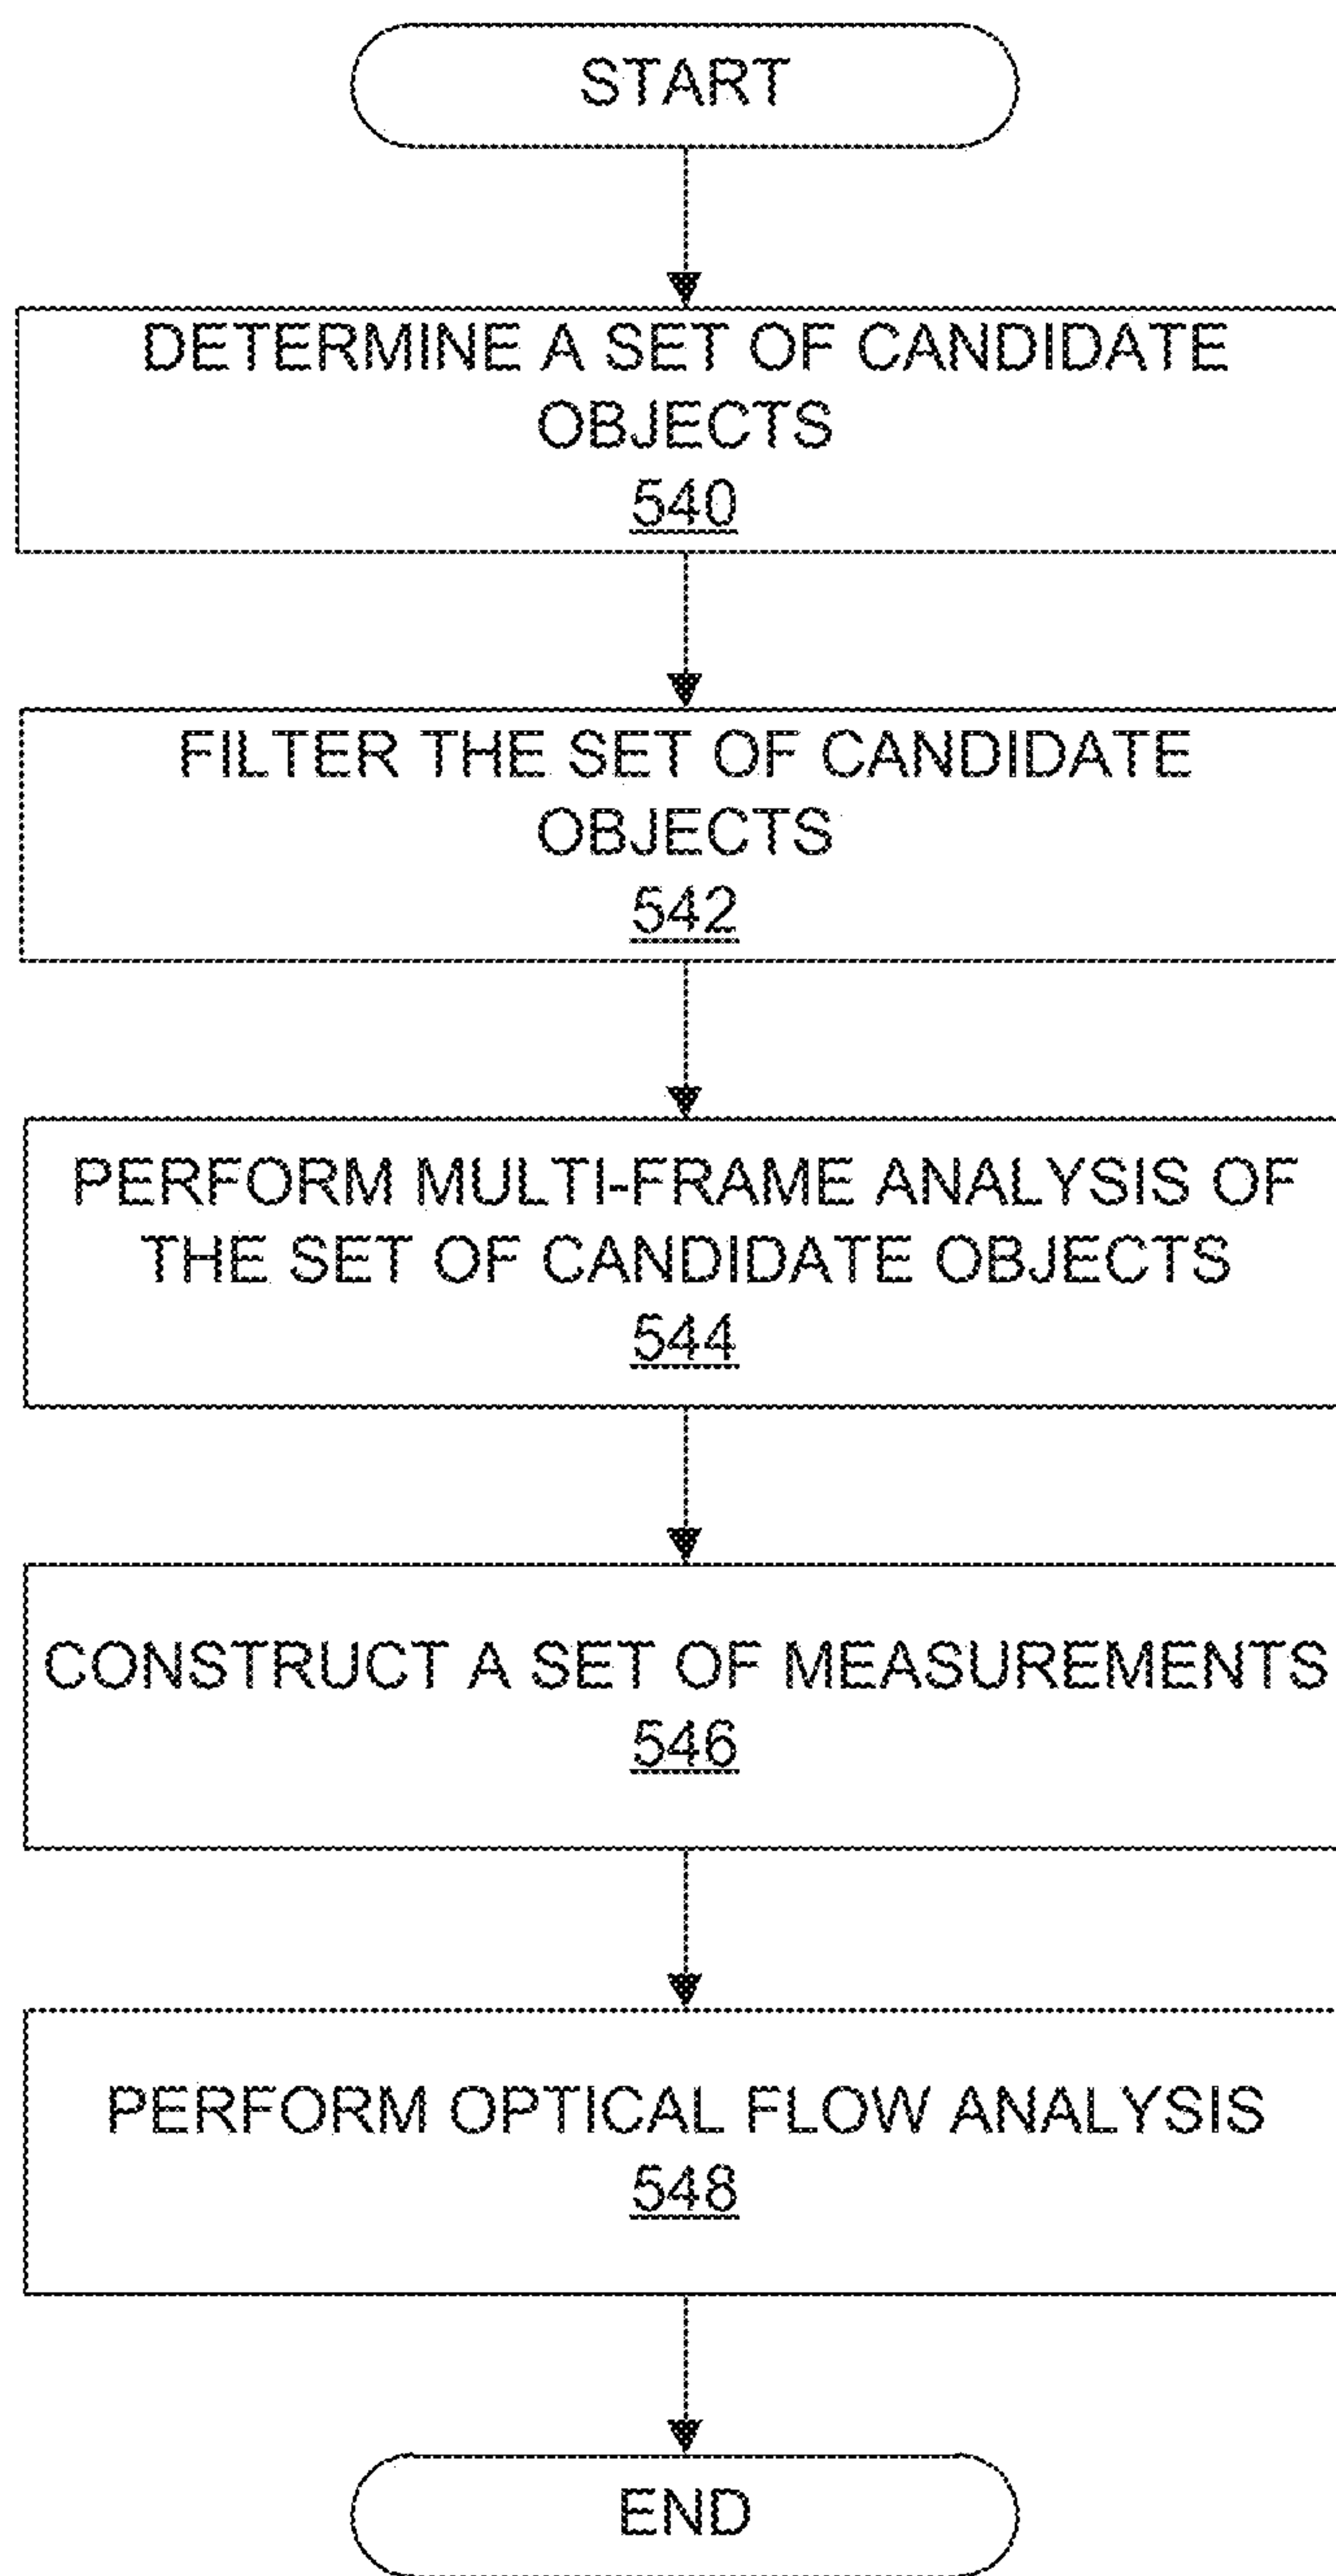 START
DETERMINE A SET OF CANDIDATE
OBJECTS
540
FILTER THE SET OF CANDIDATE
OBJECTS
542
PERFORM MULTI-FRAME ANALYSIS OF
THE SET OF CANDIDATE OBJECTS
544
CONSTRUCT A SET OF MEASUREMENTS
546
PERFORM OPTICAL FLOW ANALYSIS
548
END